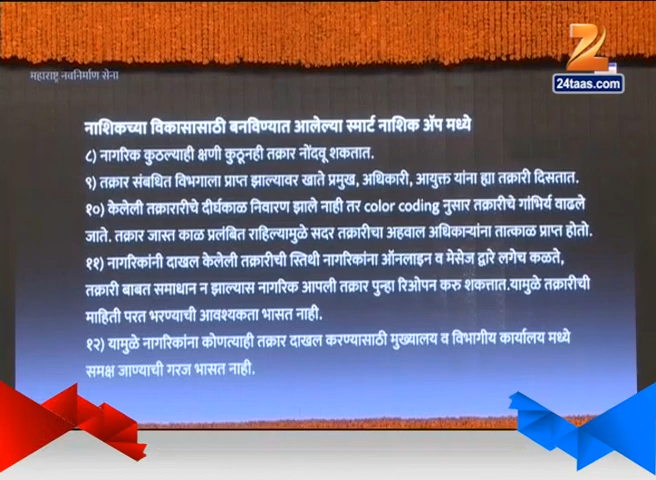 महाराष्ट्र नवनिर्माण सेना
Z
24taas.com
नाशिकच्या विकासासाठी बनविण्यात आलेल्या स्मार्ट नाशिक ॲप मध्ये
८) नागरिक कुठल्याही क्षणी कुठूनही तक्रार नोंदवू शकतात.
९) तक्रार संबधित विभागाला प्राप्त झाल्यावर खाते प्रमुख, अधिकारी, आयुक्त यांना ह्या तक्रारी दिसतात.
१०) केलेली तक्रारारीचे दीर्घकाळ निवारण झाले नाही तर color coding नुसार तक्रारीचे गांभिर्य वाढले
जाते. तक्रार जास्त काळ प्रलंबित राहिल्यामुळे सदर तक्रारीचा अहवाल अधिकाऱ्यांना तात्काळ प्राप्त होतो.
११) नागरिकांनी दाखल केलेली तक्रारीची स्तिथी नागरिकांना ऑनलाइन व मेसेज द्वारे लगेच कळते,
तक्रारी बाबत समाधान न झाल्यास नागरिक आपली तक्रार पुन्हा रिओपन करु शकत्तात.यामुळे तक्रारीची
माहिती परत भरण्याची आवश्यकता भासत नाही.
१२) यामुळे नागरिकांना कोणत्याही तक्रार दाखल करण्यासाठी मुख्यालय व विभागीय कार्यालय मध्ये
समक्ष जाण्याची गरज भासत नाही.